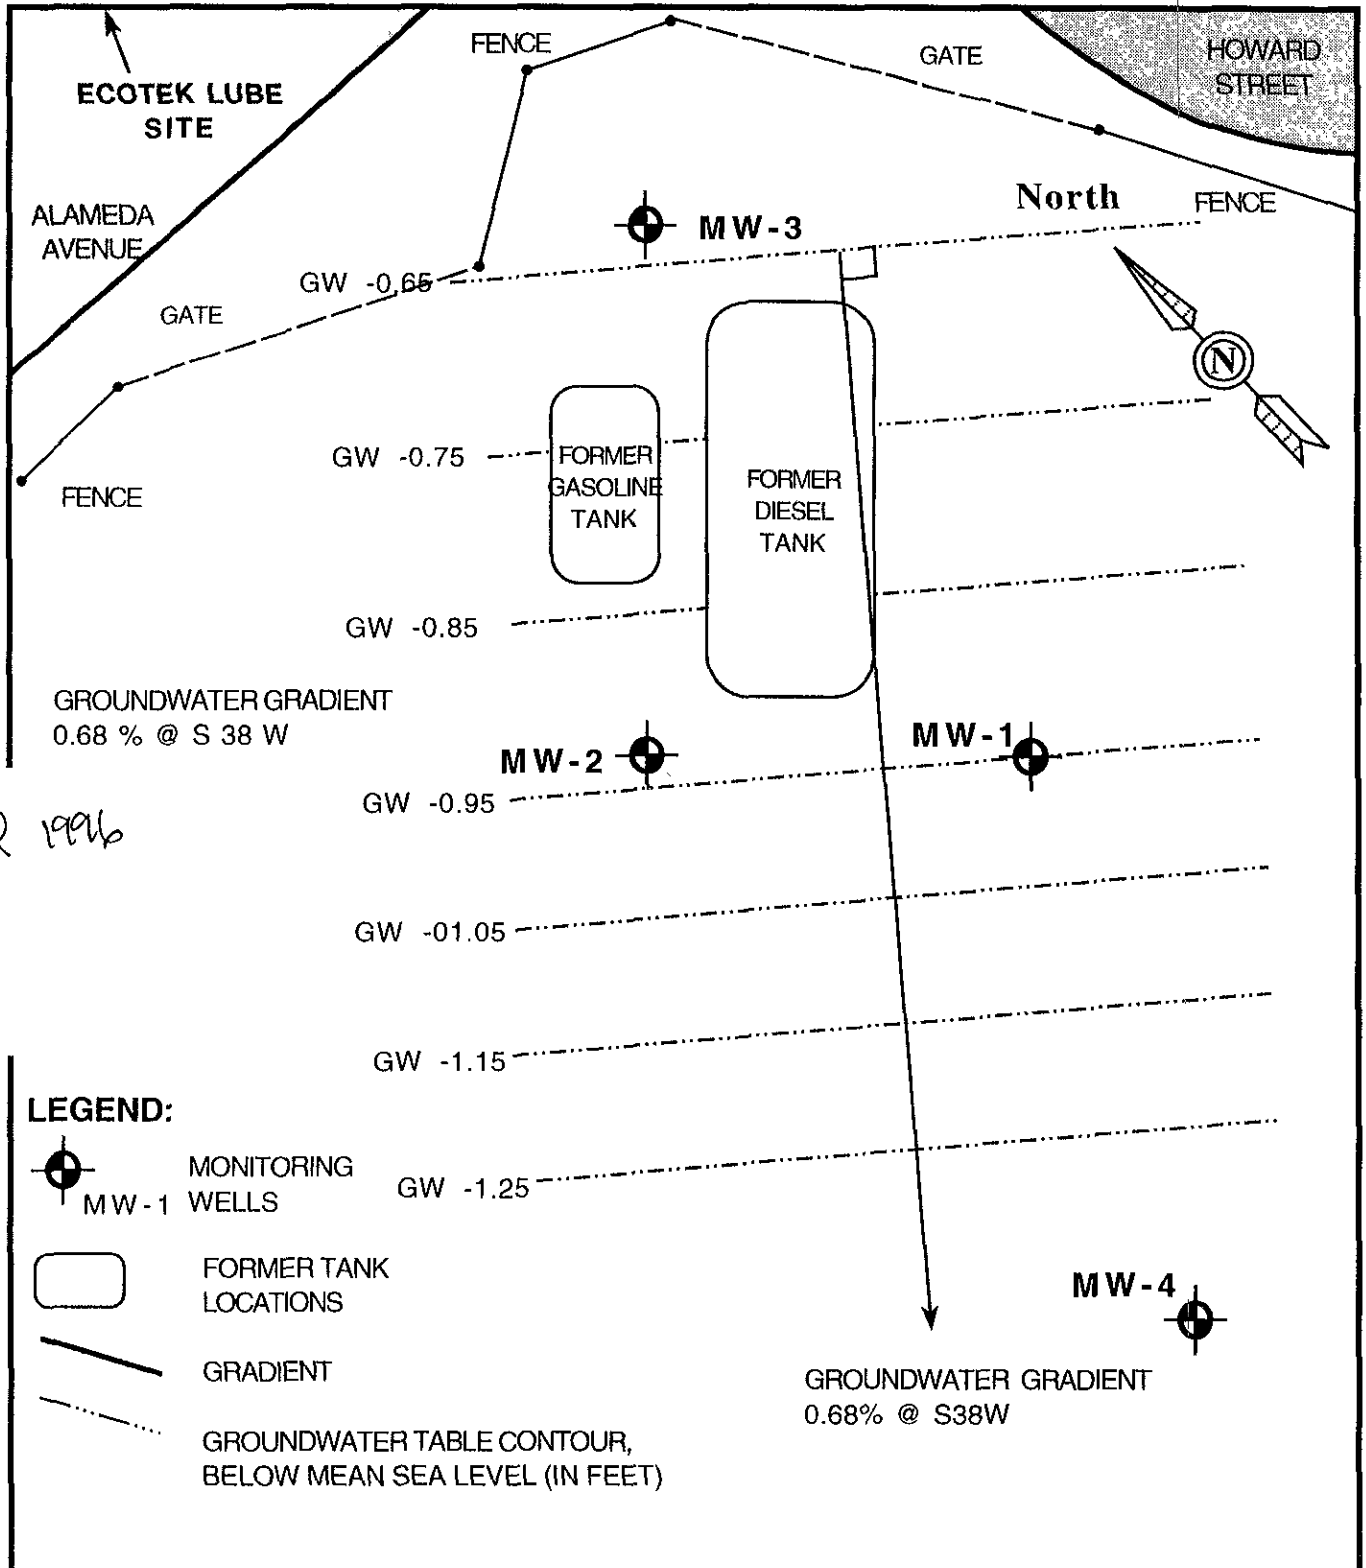 FENCE
GATE
HOWARD
STREET
ECOTEK LUBE
SITE
ALAMEDA
AVENUE
North
FENCE
MW-3
GW -0.65
GATE
N
GW -0.75
FORMER
GASOLINE
TANK
FORMER
DIESEL
TANK
FENCE
GW -0.85
GROUNDWATER GRADIENT
0.68 % @ S 38 W
MW-2
MW-1
GW -0.95
1996
GW -01.05
GW -1.15
LEGEND:
MW-1
MONITORING
WELLS
GW -1.25
FORMER TANK
LOCATIONS
MW-4
GRADIENT
GROUNDWATER GRADIENT
0.68% @ S38W
GROUNDWATER TABLE CONTOUR,
BELOW MEAN SEA LEVEL (IN FEET)